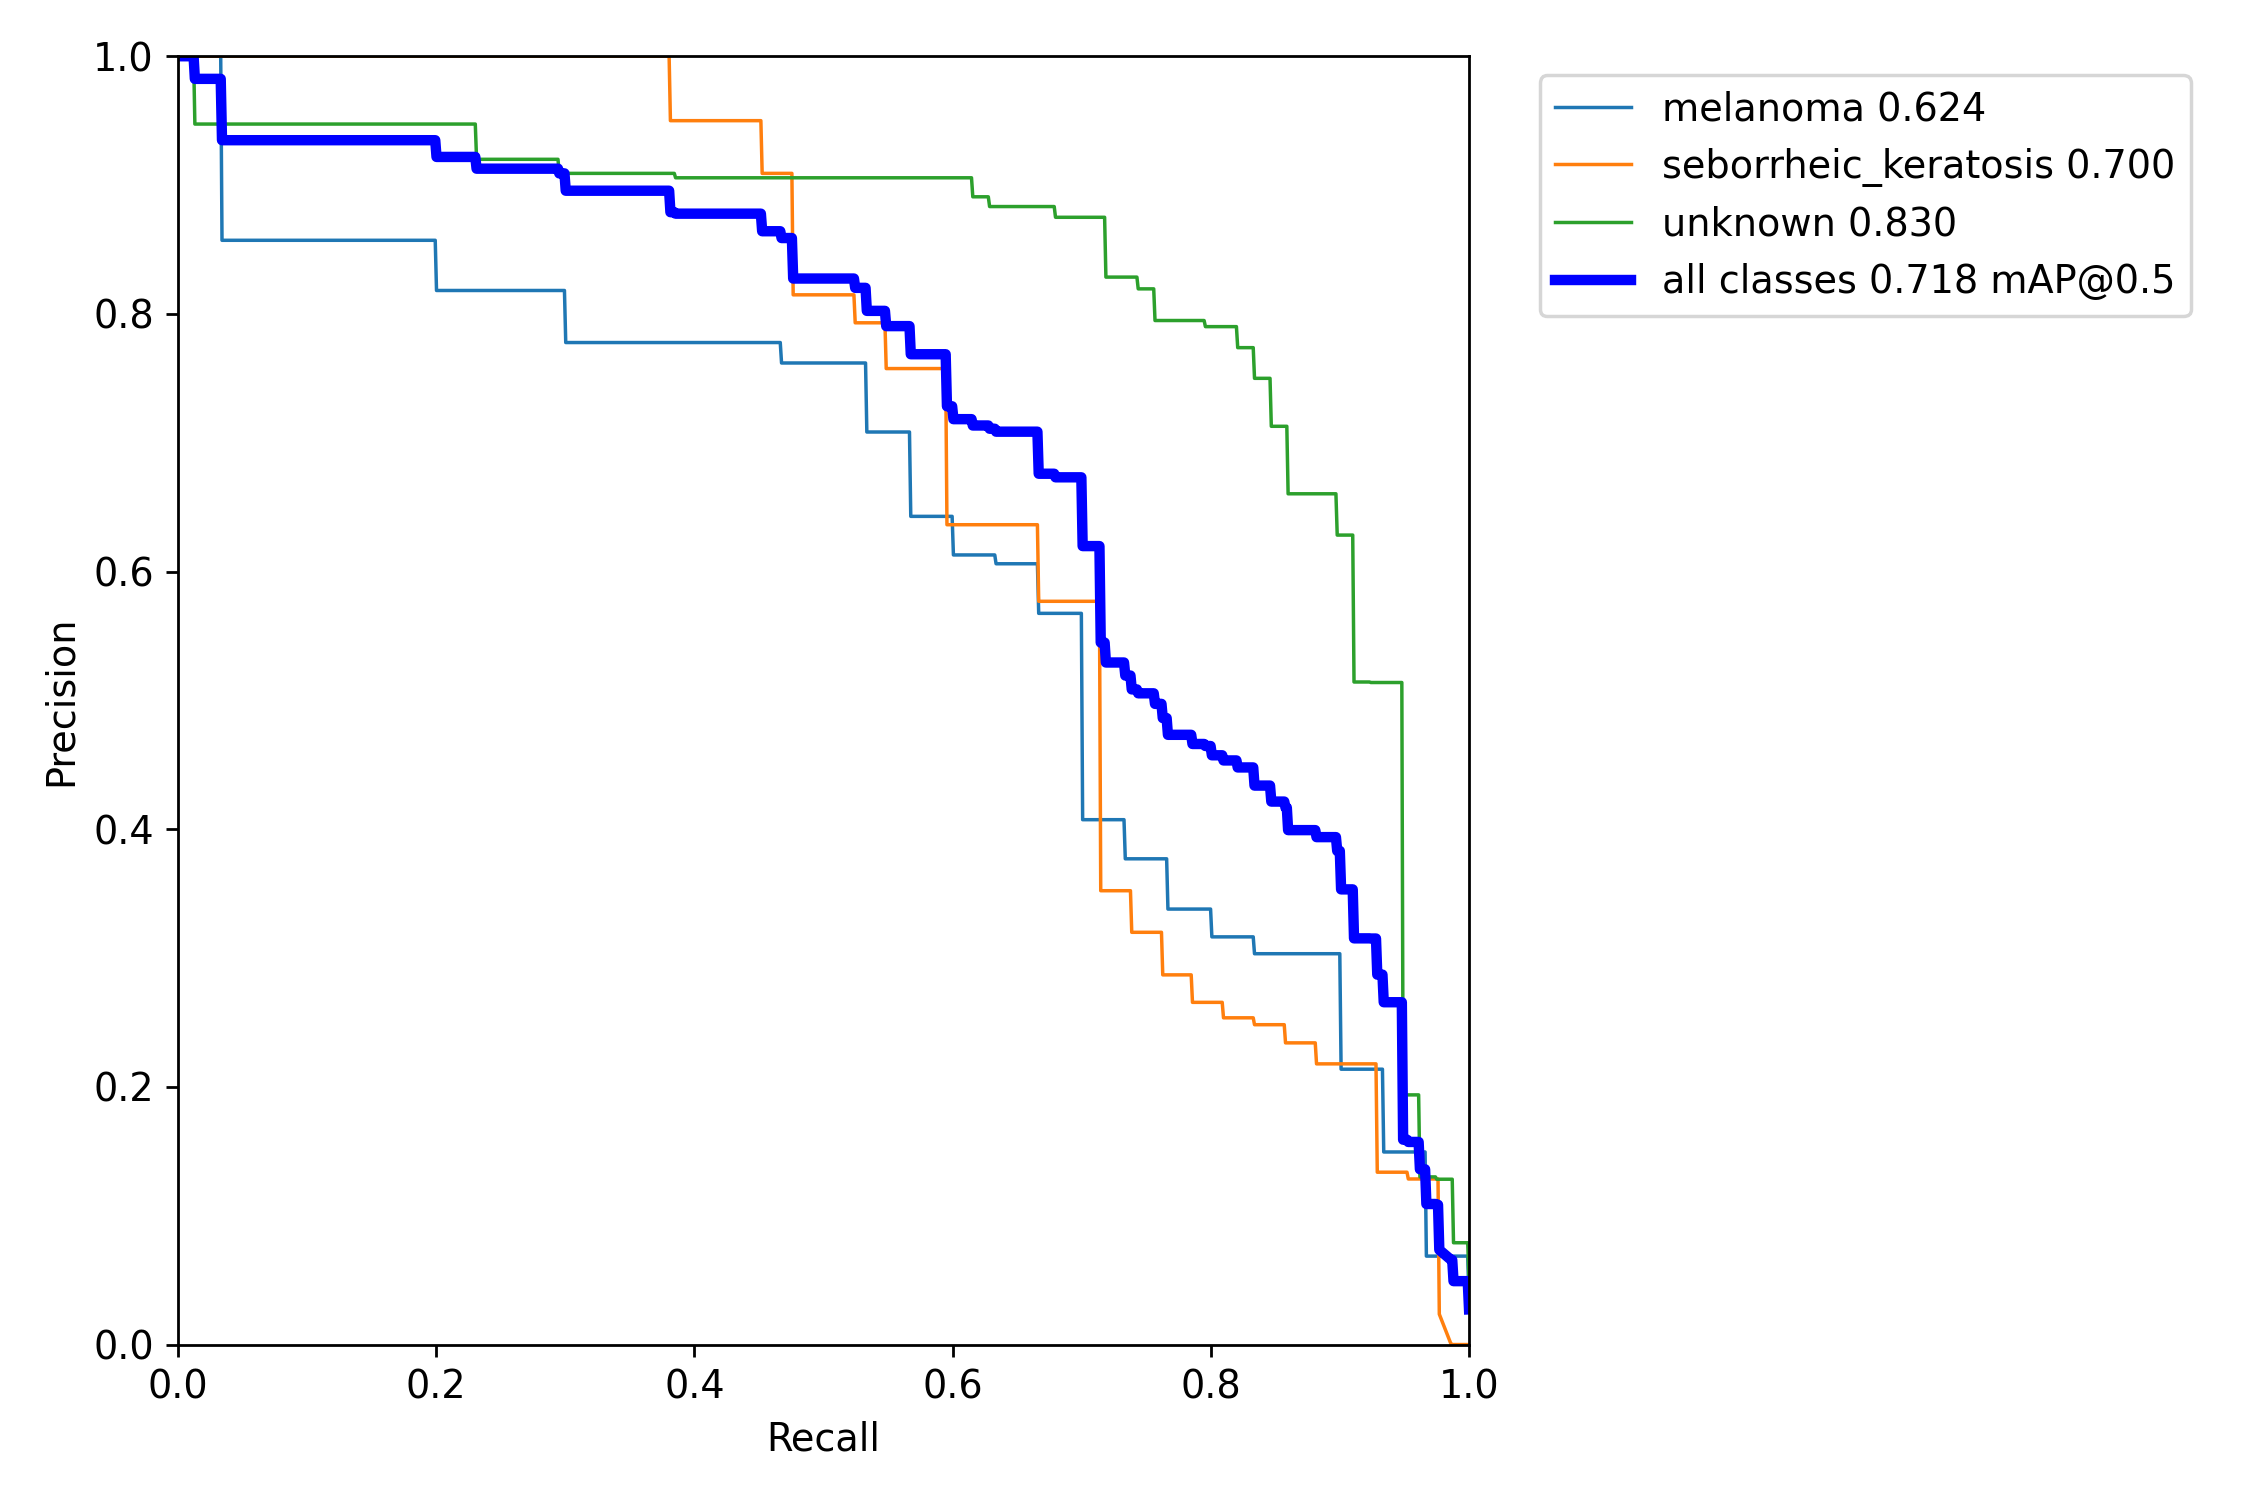 1.0
0.8
0.6
0.4
0.2
0.0
Precision
0.0 0.2 0.4 0.6 0.8 1.0
Recall
melanoma 0.624
seborrheic_keratosis 0.700
unknown 0.830
all classes 0.718 mAP@0.5